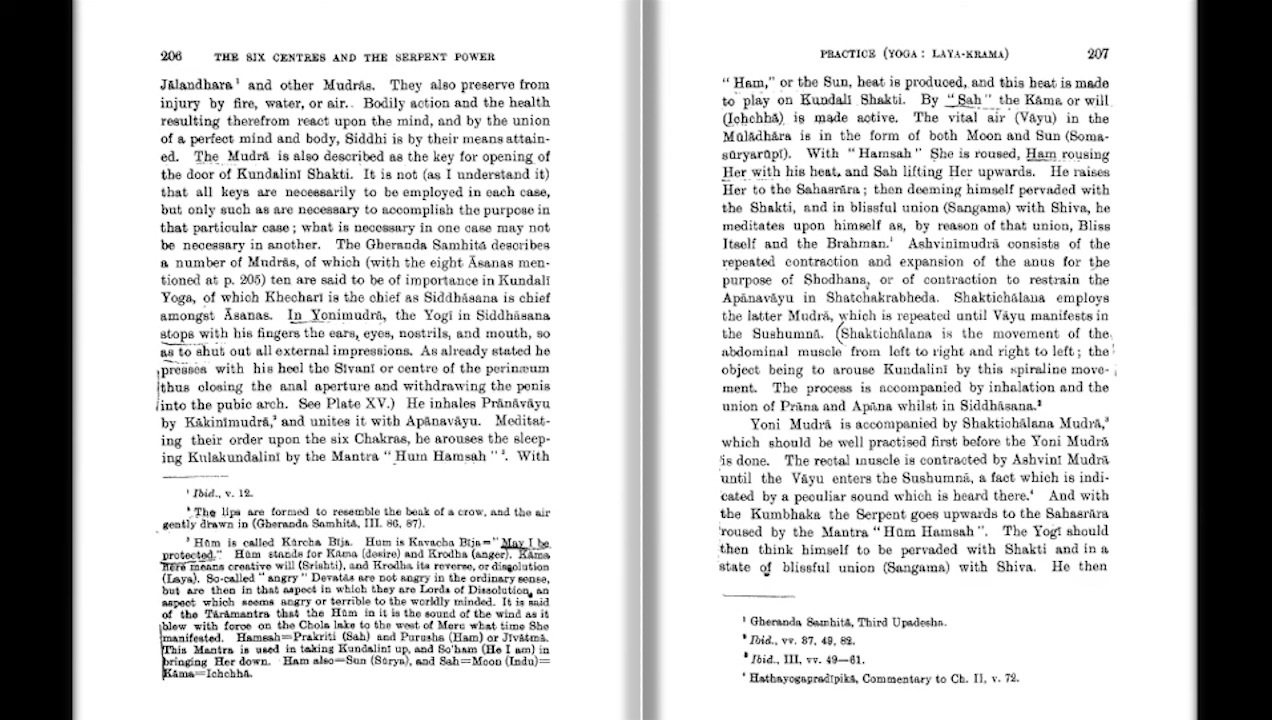 206 THE SIX CENTRES AND THE SERPENT POWER
Jālandhara¹ and other Mudrās. They also preserve from
injury by fire, water, or air. Bodily action and the health
resulting therefrom react upon the mind, and by the union
of a perfect mind and body, Siddhi is by their means attain-
ed. The Mudrā is also described as the key for opening of
the door of Kundalinī Shakti. It is not (as I understand it)
that all keys are necessarily to be employed in each case,
but only such as are necessary to accomplish the purpose in
that particular case; what is necessary in one case may not
be necessary in another. The Gheranda Samhitā describes
a number of Mudrās, of which (with the eight Āsanas men-
tioned at p. 205) ten are said to be of importance in Kundalī
Yoga, of which Khecharī is the chief as Siddhāsana is chief
amongst Āsanas. In Yonimudrā, the Yogī in Siddhāsana
stops with his fingers the ears, eyes, nostrils, and mouth, so
as to shut out all external impressions. As already stated he
presses with his heel the Sīvanī or centre of the perinæum
thus closing the anal aperture and withdrawing the penis
into the pubic arch. See Plate XV.) He inhales Prānāvāyu
by Kākinīmudrā,² and unites it with Apānavāyu. Meditat-
ing their order upon the six Chakras, he arouses the sleep-
ing Kulakundalinī by the Mantra "Hum Hamsah"³. With
¹ Ibid., v. 12.
² The lips are formed to resemble the beak of a crow, and the air
gently drawn in (Gheranda Samhitā, III. 86, 87).
³ Hūm is called Kūrcha Bīja. Hum is Kavacha Bīja="May I be
protected." Hūm stands for Kāma (desire) and Krodha (anger). Kāma
here means creative will (Srishti), and Krodha its reverse, or dissolution
(Laya). So-called "angry" Devatās are not angry in the ordinary sense,
but are then in that aspect in which they are Lords of Dissolution, an
aspect which seems angry or terrible to the worldly minded. It is said
of the Tārāmantra that the Hūm in it is the sound of the wind as it
blew with force on the Chola lake to the west of Meru what time She
manifested. Hamsah=Prakriti (Sah) and Purusha (Ham) or Jīvātmā.
This Mantra is used in taking Kundalinī up, and So'ham (He I am) in
bringing Her down. Ham also=Sun (Sūrya), and Sah=Moon (Indu)=
Kāma=Ichchhā.
PRACTICE (YOGA: LAYA-KRAMA) 207
"Ham," or the Sun, heat is produced, and this heat is made
to play on Kundalī Shakti. By "Sah" the Kāma or will
(Ichchhā) is made active. The vital air (Vāyu) in the
Mūlādhāra is in the form of both Moon and Sun (Soma-
sūryarūpī). With "Hamsah" She is roused, Ham rousing
Her with his heat, and Sah lifting Her upwards. He raises
Her to the Sahasrāra; then deeming himself pervaded with
the Shakti, and in blissful union (Sangama) with Shiva, he
meditates upon himself as, by reason of that union, Bliss
Itself and the Brahman.¹ Ashvinīmudrā consists of the
repeated contraction and expansion of the anus for the
purpose of Shodhana, or of contraction to restrain the
Apānavāyu in Shatchakrabheda. Shaktichālana employs
the latter Mudrā, which is repeated until Vāyu manifests in
the Sushumnā. (Shaktichālana is the movement of the
abdominal muscle from left to right and right to left; the
object being to arouse Kundalinī by this spiraline move-
ment. The process is accompanied by inhalation and the
union of Prāna and Apāna whilst in Siddhāsana.²
Yoni Mudrā is accompanied by Shaktichālana Mudrā,³
which should be well practised first before the Yoni Mudrā
is done. The rectal muscle is contracted by Ashvinī Mudrā
until the Vāyu enters the Sushumnā, a fact which is indi-
cated by a peculiar sound which is heard there.⁴ And with
the Kumbhaka the Serpent goes upwards to the Sahasrāra
roused by the Mantra "Hūm Hamsah". The Yogī should
then think himself to be pervaded with Shakti and in a
state of blissful union (Sangama) with Shiva. He then
¹ Gheranda Samhitā, Third Upadesha.
² Ibid., vv. 37, 49, 82.
³ Ibid., III, vv. 49—61.
⁴ Hathayogapradīpikā, Commentary to Ch. II, v. 72.